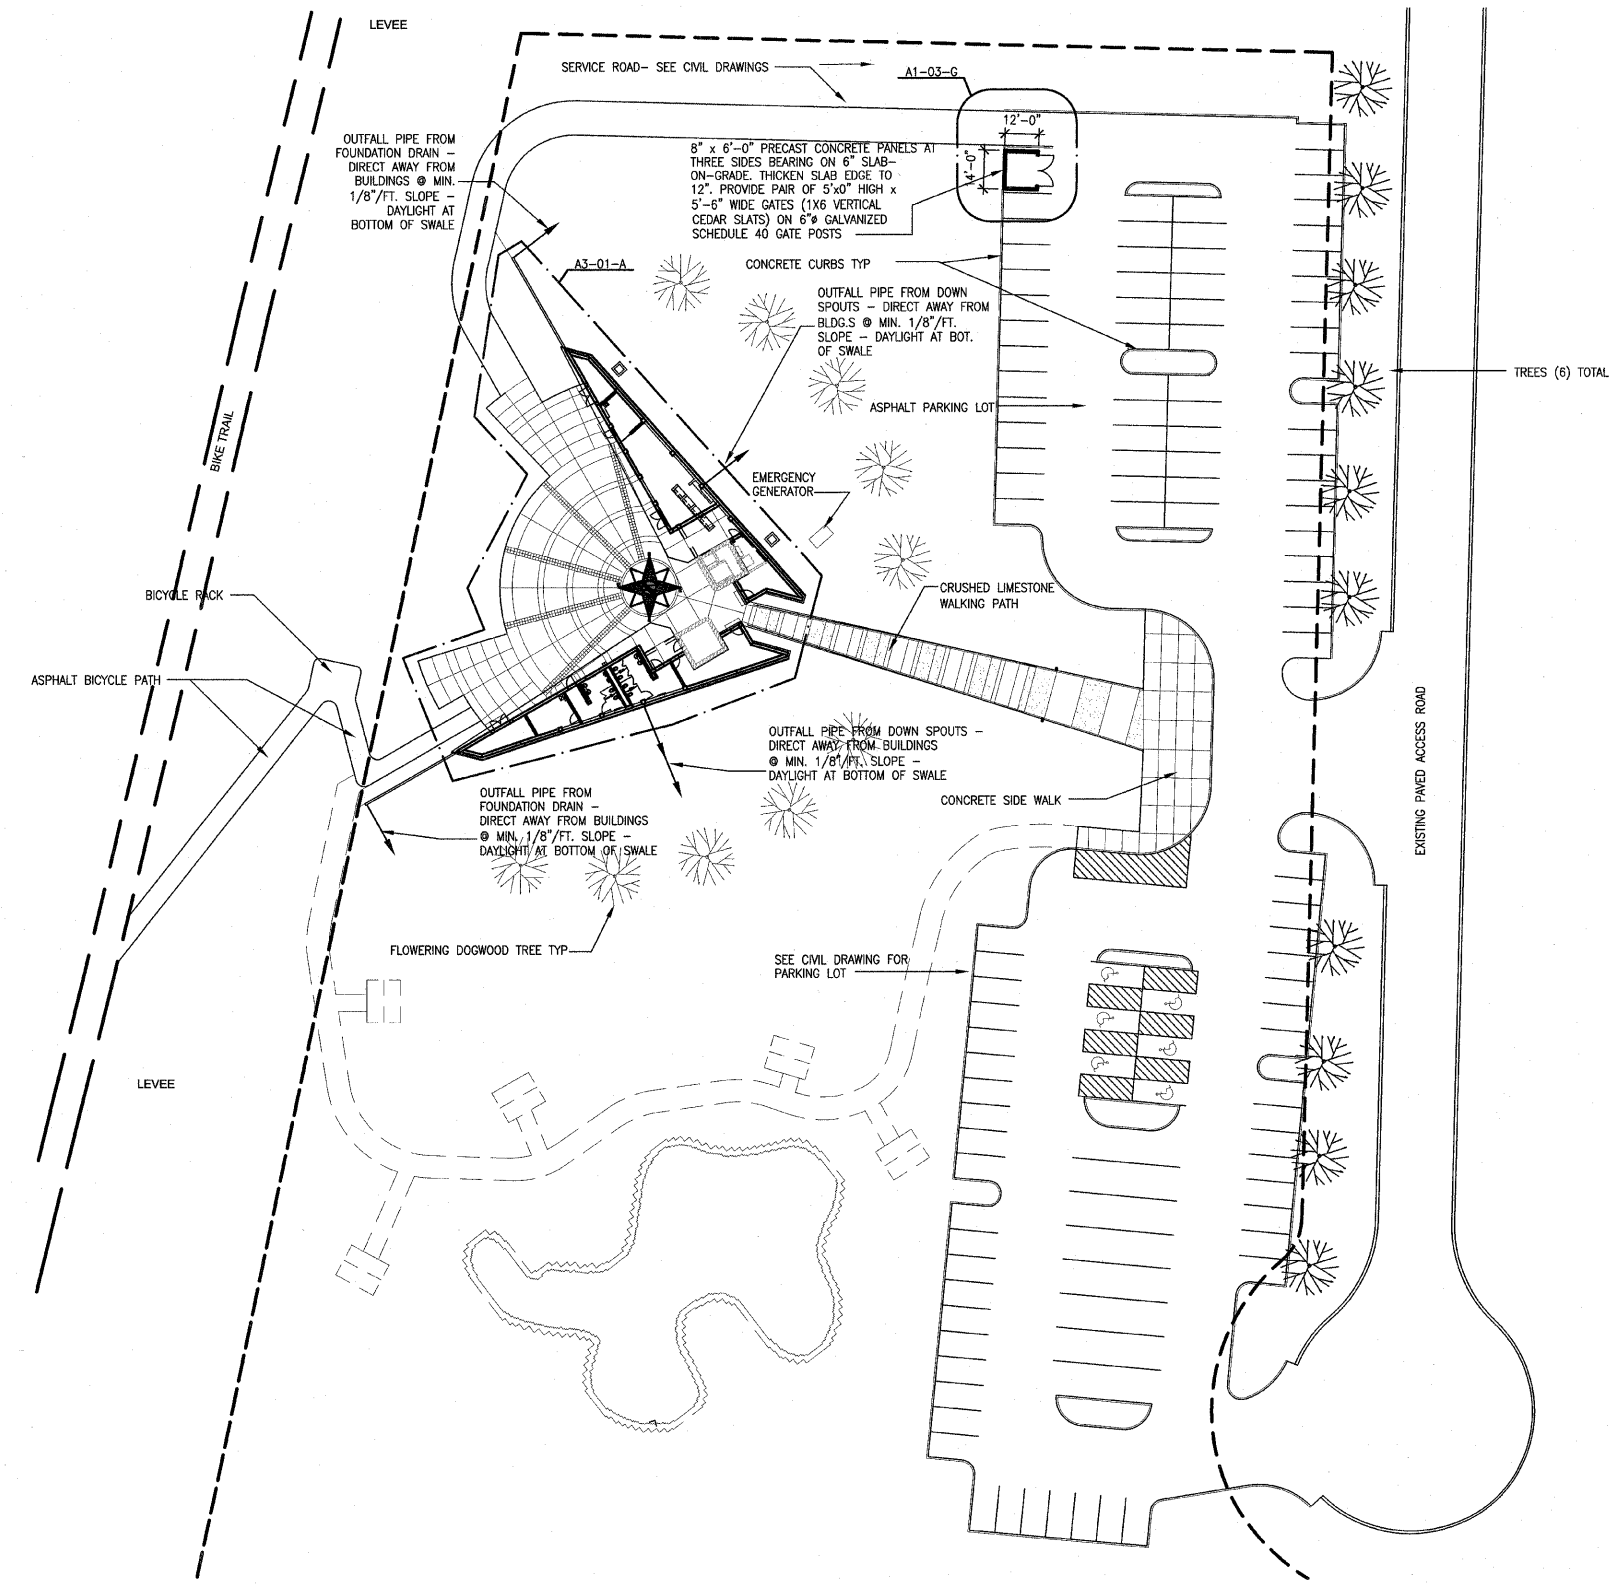 LEVEE
SERVICE ROAD- SEE CIVIL DRAWINGS
A1-03-G
12'-0"
14'-0"
OUTFALL PIPE FROM
FOUNDATION DRAIN -
DIRECT AWAY FROM
BUILDINGS @ MIN.
1/8"/FT. SLOPE -
DAYLIGHT AT
BOTTOM OF SWALE
8" x 6'-0" PRECAST CONCRETE PANELS AT
THREE SIDES BEARING ON 6" SLAB-
ON-GRADE. THICKEN SLAB EDGE TO
12". PROVIDE PAIR OF 5'x0" HIGH x
5'-6" WIDE GATES (1X6 VERTICAL
CEDAR SLATS) ON 6"ø GALVANIZED
SCHEDULE 40 GATE POSTS
A3-01-A
CONCRETE CURBS TYP
OUTFALL PIPE FROM DOWN
SPOUTS - DIRECT AWAY FROM
BLDG.S @ MIN. 1/8"/FT.
SLOPE - DAYLIGHT AT BOT.
OF SWALE
TREES (6) TOTAL
ASPHALT PARKING LOT
BIKE TRAIL
EMERGENCY
GENERATOR
BICYCLE RACK
CRUSHED LIMESTONE
WALKING PATH
ASPHALT BICYCLE PATH
EXISTING PAVED ACCESS ROAD
OUTFALL PIPE FROM DOWN SPOUTS -
DIRECT AWAY FROM BUILDINGS
@ MIN. 1/8"/FT. SLOPE -
DAYLIGHT AT BOTTOM OF SWALE
OUTFALL PIPE FROM
FOUNDATION DRAIN -
DIRECT AWAY FROM BUILDINGS
@ MIN. 1/8"/FT. SLOPE -
DAYLIGHT AT BOTTOM OF SWALE
CONCRETE SIDE WALK
FLOWERING DOGWOOD TREE TYP
SEE CIVIL DRAWING FOR
PARKING LOT
LEVEE